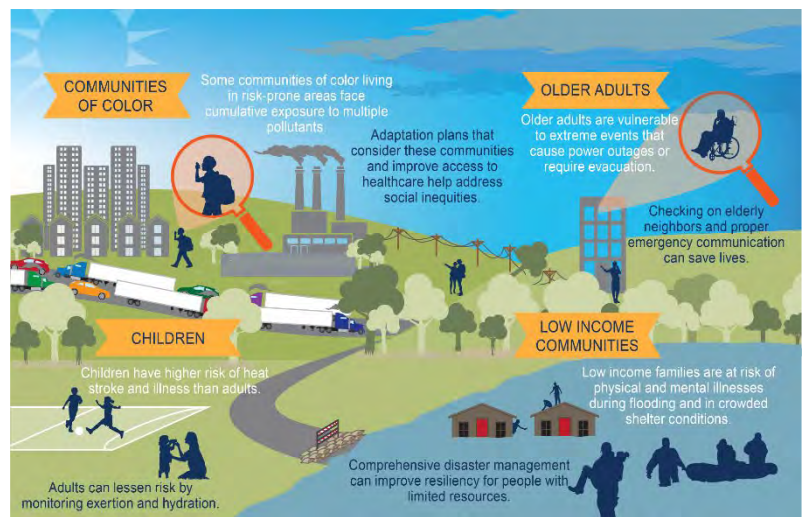 COMMUNITIES
OF COLOR
Some communities of color living
in risk-prone areas face
cumulative exposure to multiple
pollutants
Adaptation plans that
consider these communities
and improve access to
healthcare help address
social inequities.
OLDER ADULTS
Older adults are vulnerable
to extreme events that
cause power outages or
require evacuation.
Checking on elderly
neighbors and proper
emergency communication
can save lives.
CHILDREN
Children have higher risk of heat
stroke and illness than adults.
Adults can lessen risk by
monitoring exertion and hydration.
LOW INCOME
COMMUNITIES
Low income families are at risk of
physical and mental illnesses
during flooding and in crowded
shelter conditions.
Comprehensive disaster management
can improve resiliency for people with
limited resources.